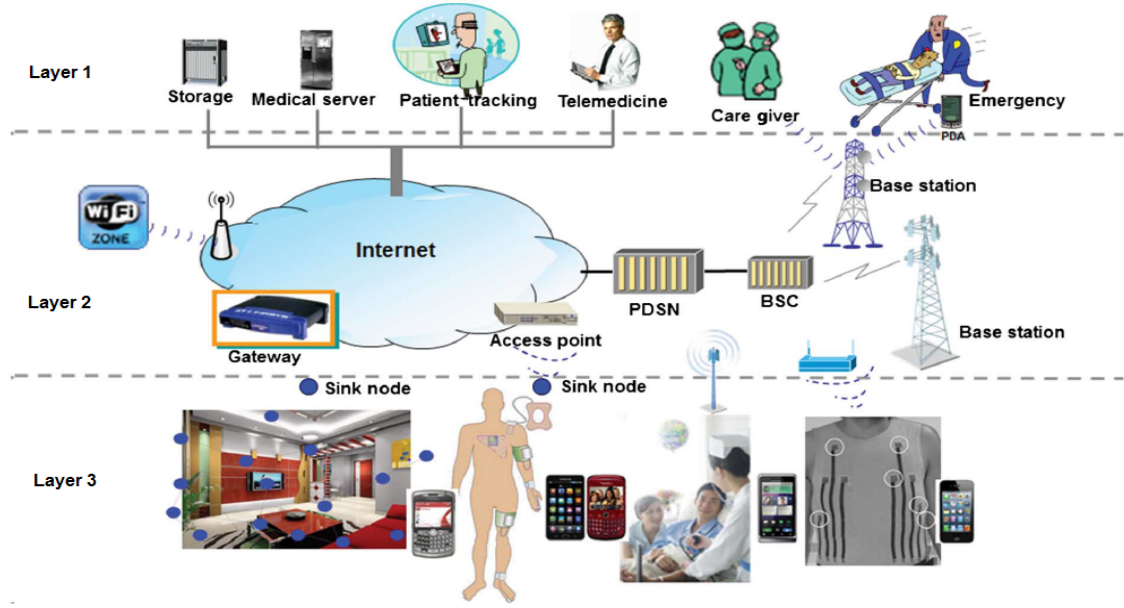 Layer 1
Storage
Medical server
Patient tracking
Telemedicine
Care giver
Emergency
PDA
Base station
WiFi
ZONE
Internet
Layer 2
PDSN
BSC
Gateway
Access point
Base station
Sink node
Sink node
Layer 3